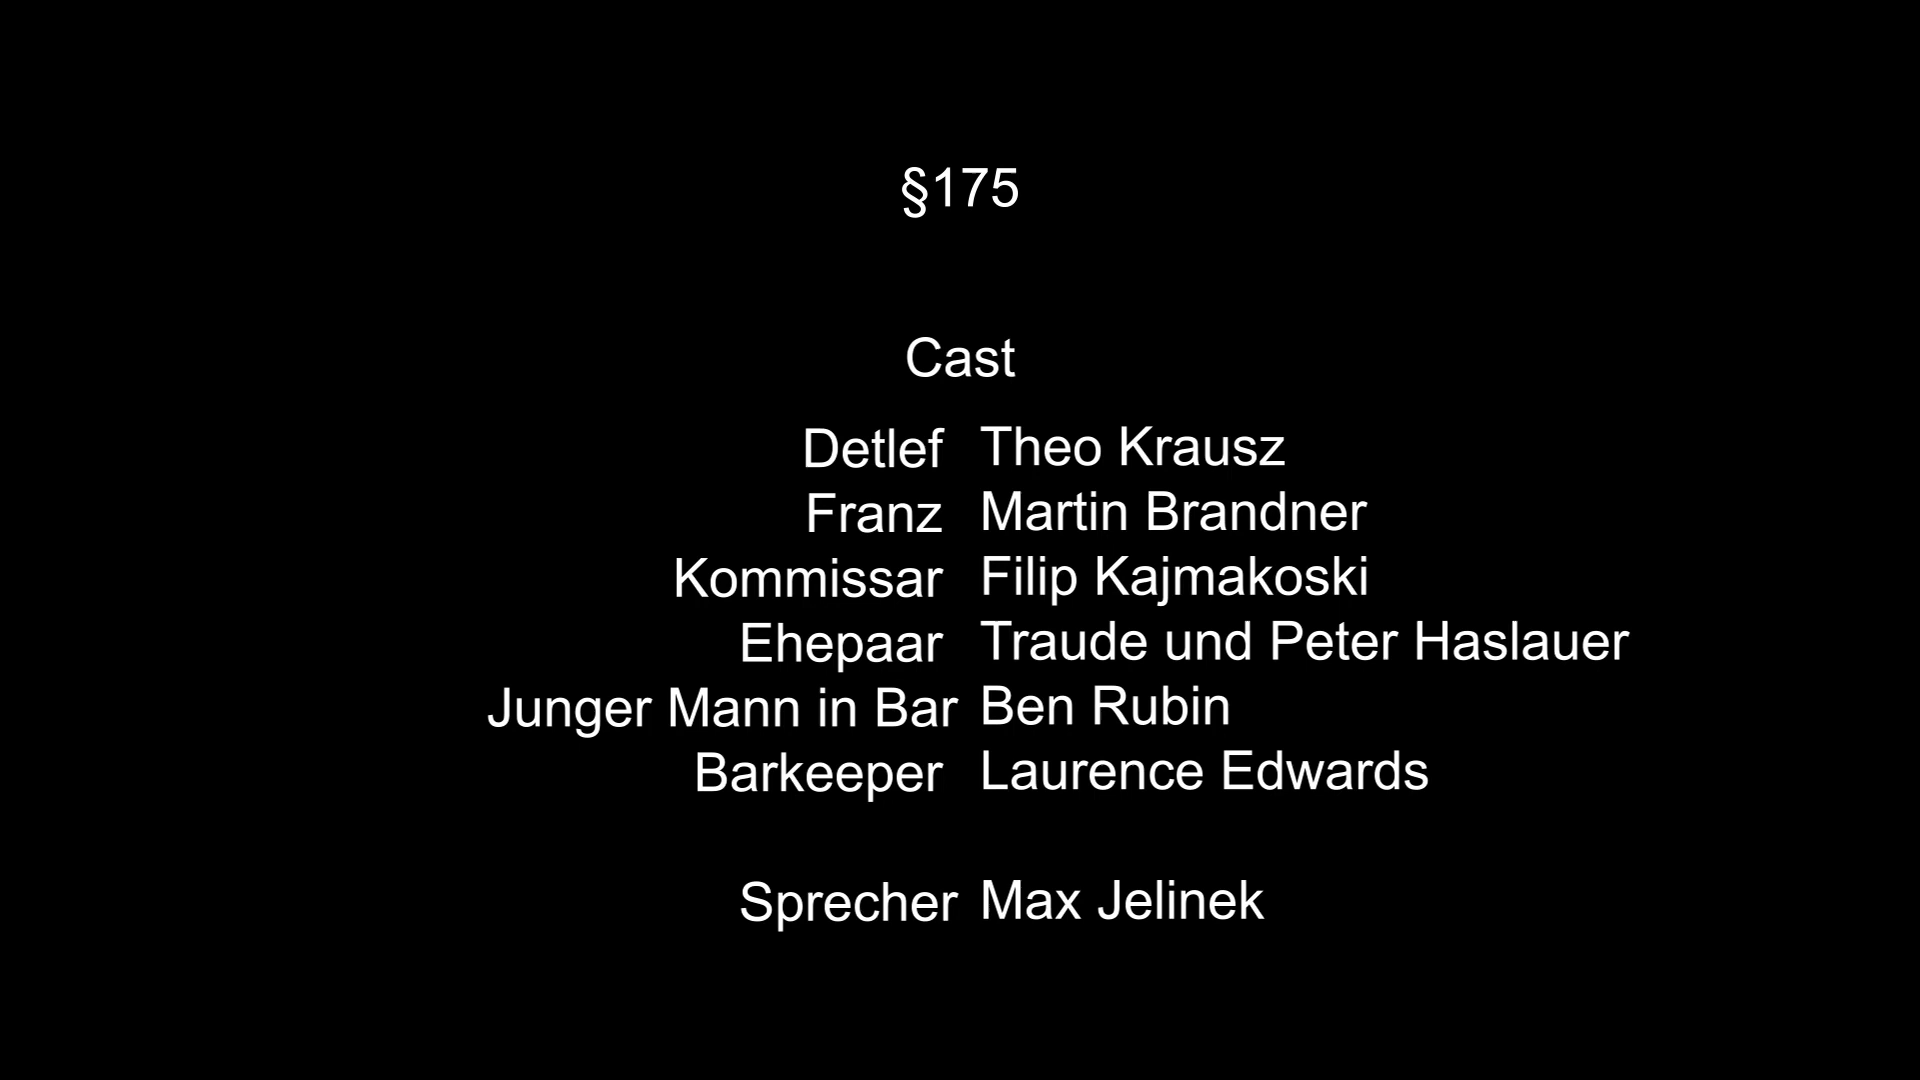 §175
Cast
Detlef Theo Krausz
Franz Martin Brandner
Kommissar Filip Kajmakoski
Ehepaar Traude und Peter Haslauer
Junger Mann in Bar Ben Rubin
Barkeeper Laurence Edwards
Sprecher Max Jelinek